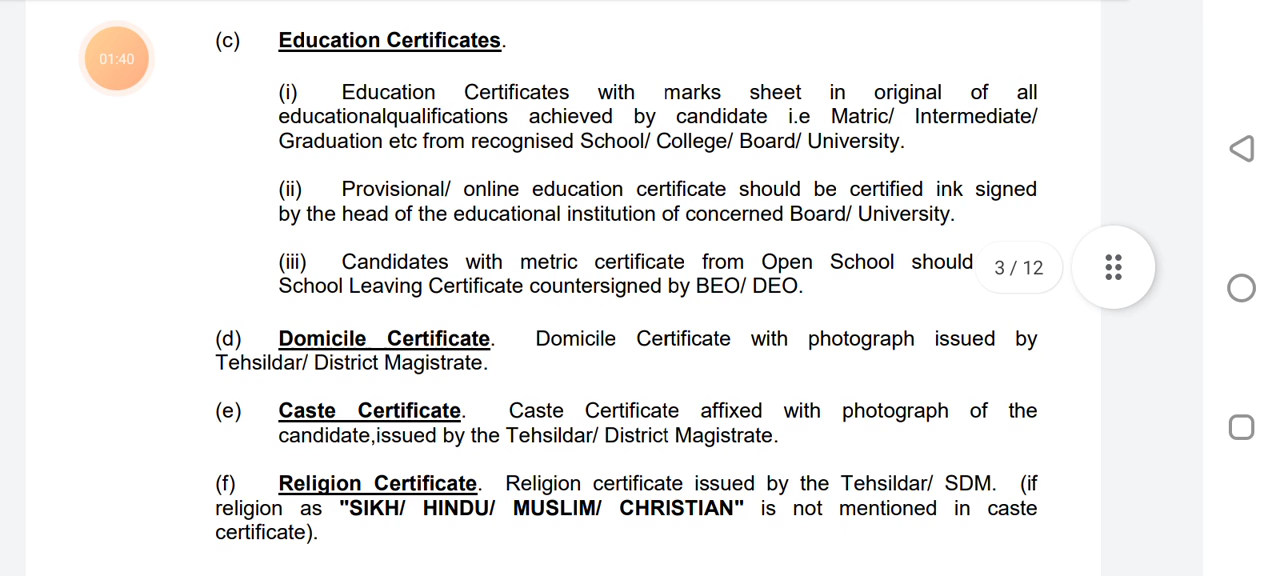 01:40
(c) Education Certificates.
(i) Education Certificates with marks sheet in original of all
educationalqualifications achieved by candidate i.e Matric/ Intermediate/
Graduation etc from recognised School/ College/ Board/ University.
(ii) Provisional/ online education certificate should be certified ink signed
by the head of the educational institution of concerned Board/ University.
(iii) Candidates with metric certificate from Open School should
3 / 12
School Leaving Certificate countersigned by BEO/ DEO.
(d) Domicile Certificate. Domicile Certificate with photograph issued by
Tehsildar/ District Magistrate.
(e) Caste Certificate. Caste Certificate affixed with photograph of the
candidate,issued by the Tehsildar/ District Magistrate.
(f) Religion Certificate. Religion certificate issued by the Tehsildar/ SDM. (if
religion as "SIKH/ HINDU/ MUSLIM/ CHRISTIAN" is not mentioned in caste
certificate).